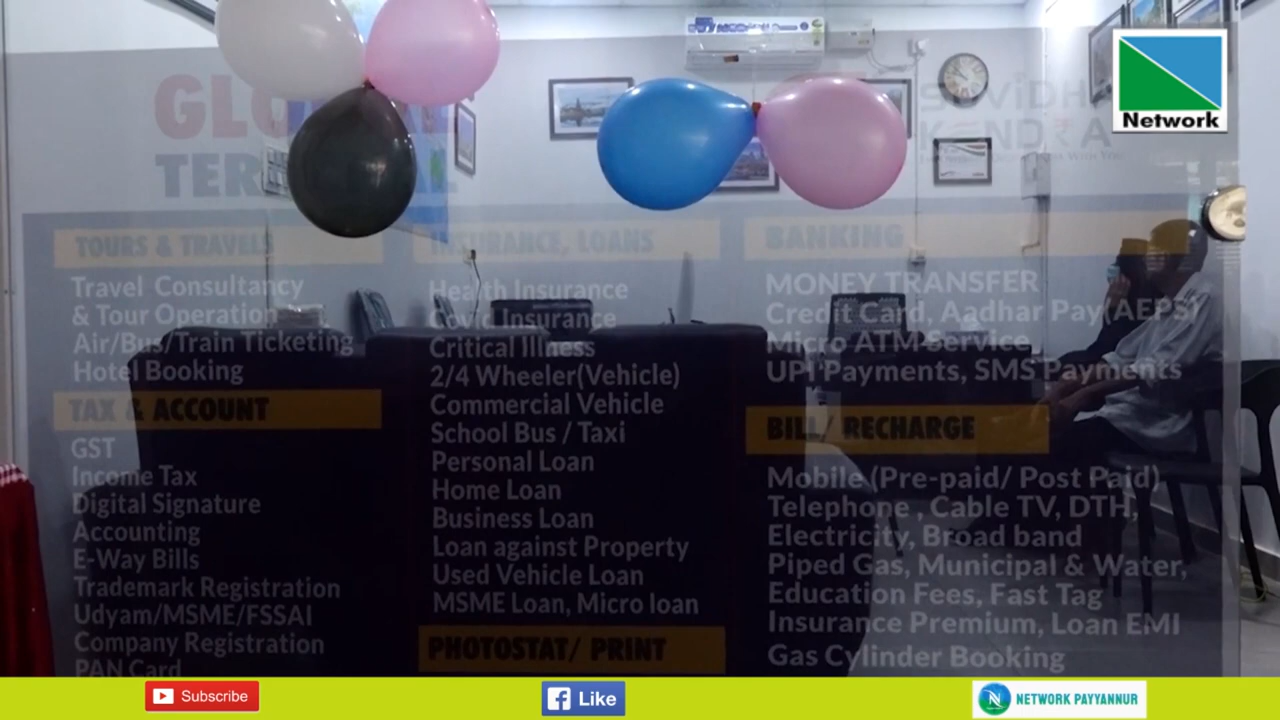 Network
GLOBAL
TERMINAL
SUVIDHA
KENDRA
TOURS & TRAVELS
Travel Consultancy
& Tour Operation
Air/Bus/Train Ticketing
Hotel Booking
TAX & ACCOUNT
GST
Income Tax
Digital Signature
Accounting
E-Way Bills
Trademark Registration
Udyam/MSME/FSSAI
Company Registration
PAN Card
INSURANCE, LOANS
Health Insurance
Covid Insurance
Critical Illness
2/4 Wheeler(Vehicle)
Commercial Vehicle
School Bus / Taxi
Personal Loan
Home Loan
Business Loan
Loan against Property
Used Vehicle Loan
MSME Loan, Micro loan
PHOTOSTAT/ PRINT
BANKING
MONEY TRANSFER
Credit Card, Aadhar Pay(AEPS)
Micro ATM Service
UPI Payments, SMS Payments
BILL/ RECHARGE
Mobile (Pre-paid/ Post Paid)
Telephone , Cable TV, DTH,
Electricity, Broad band
Piped Gas, Municipal & Water,
Education Fees, Fast Tag
Insurance Premium, Loan EMI
Gas Cylinder Booking
Subscribe
Like
NETWORK PAYYANNUR